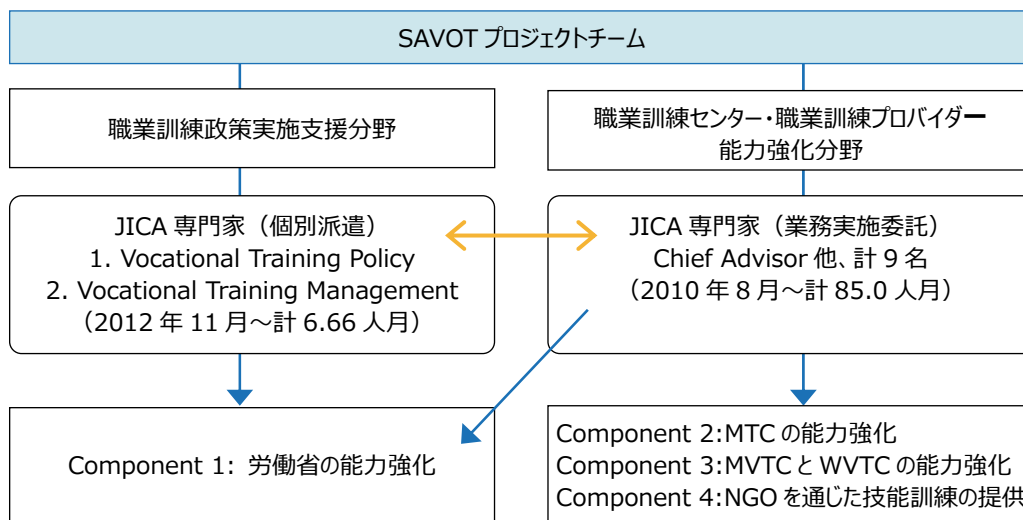 SAVOT プロジェクトチーム
職業訓練政策実施支援分野
職業訓練センター・職業訓練プロバイダー
能力強化分野
JICA 専門家（個別派遣）
1. Vocational Training Policy
2. Vocational Training Management
（2012 年 11 月～計 6.66 人月）
JICA 専門家（業務実施委託）
Chief Advisor 他、計 9 名
（2010 年 8 月～計 85.0 人月）
Component 1: 労働省の能力強化
Component 2:MTC の能力強化
Component 3:MVTC と WVTC の能力強化
Component 4:NGO を通じた技能訓練の提供